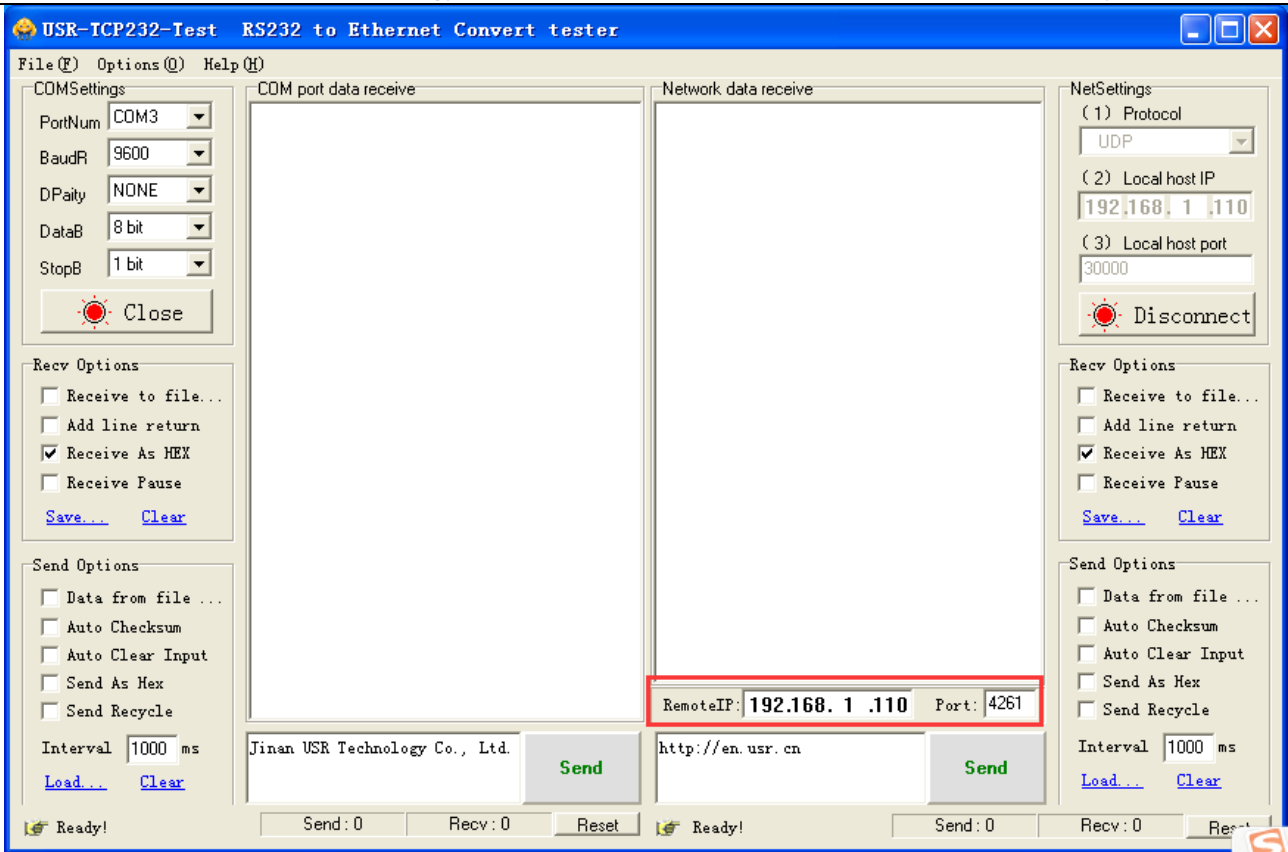 USR-TCP232-Test RS232 to Ethernet Convert tester
File(F) Options(O) Help(H)
COMSettings
PortNum COM3
BaudR 9600
DPaity NONE
DataB 8 bit
StopB 1 bit
Close
Recv Options
Receive to file...
Add line return
Receive As HEX
Receive Pause
Save... Clear
Send Options
Data from file ...
Auto Checksum
Auto Clear Input
Send As Hex
Send Recycle
Interval 1000 ms
Load... Clear
COM port data receive
Jinan USR Technology Co., Ltd.
Send
Network data receive
RemoteIP: 192.168. 1 .110 Port: 4261
http://en.usr.cn
Send
NetSettings
(1) Protocol
UDP
(2) Local host IP
192.168. 1 .110
(3) Local host port
30000
Disconnect
Recv Options
Receive to file...
Add line return
Receive As HEX
Receive Pause
Save... Clear
Send Options
Data from file ...
Auto Checksum
Auto Clear Input
Send As Hex
Send Recycle
Interval 1000 ms
Load... Clear
Ready! Send : 0 Recv : 0 Reset
Ready! Send : 0 Recv : 0